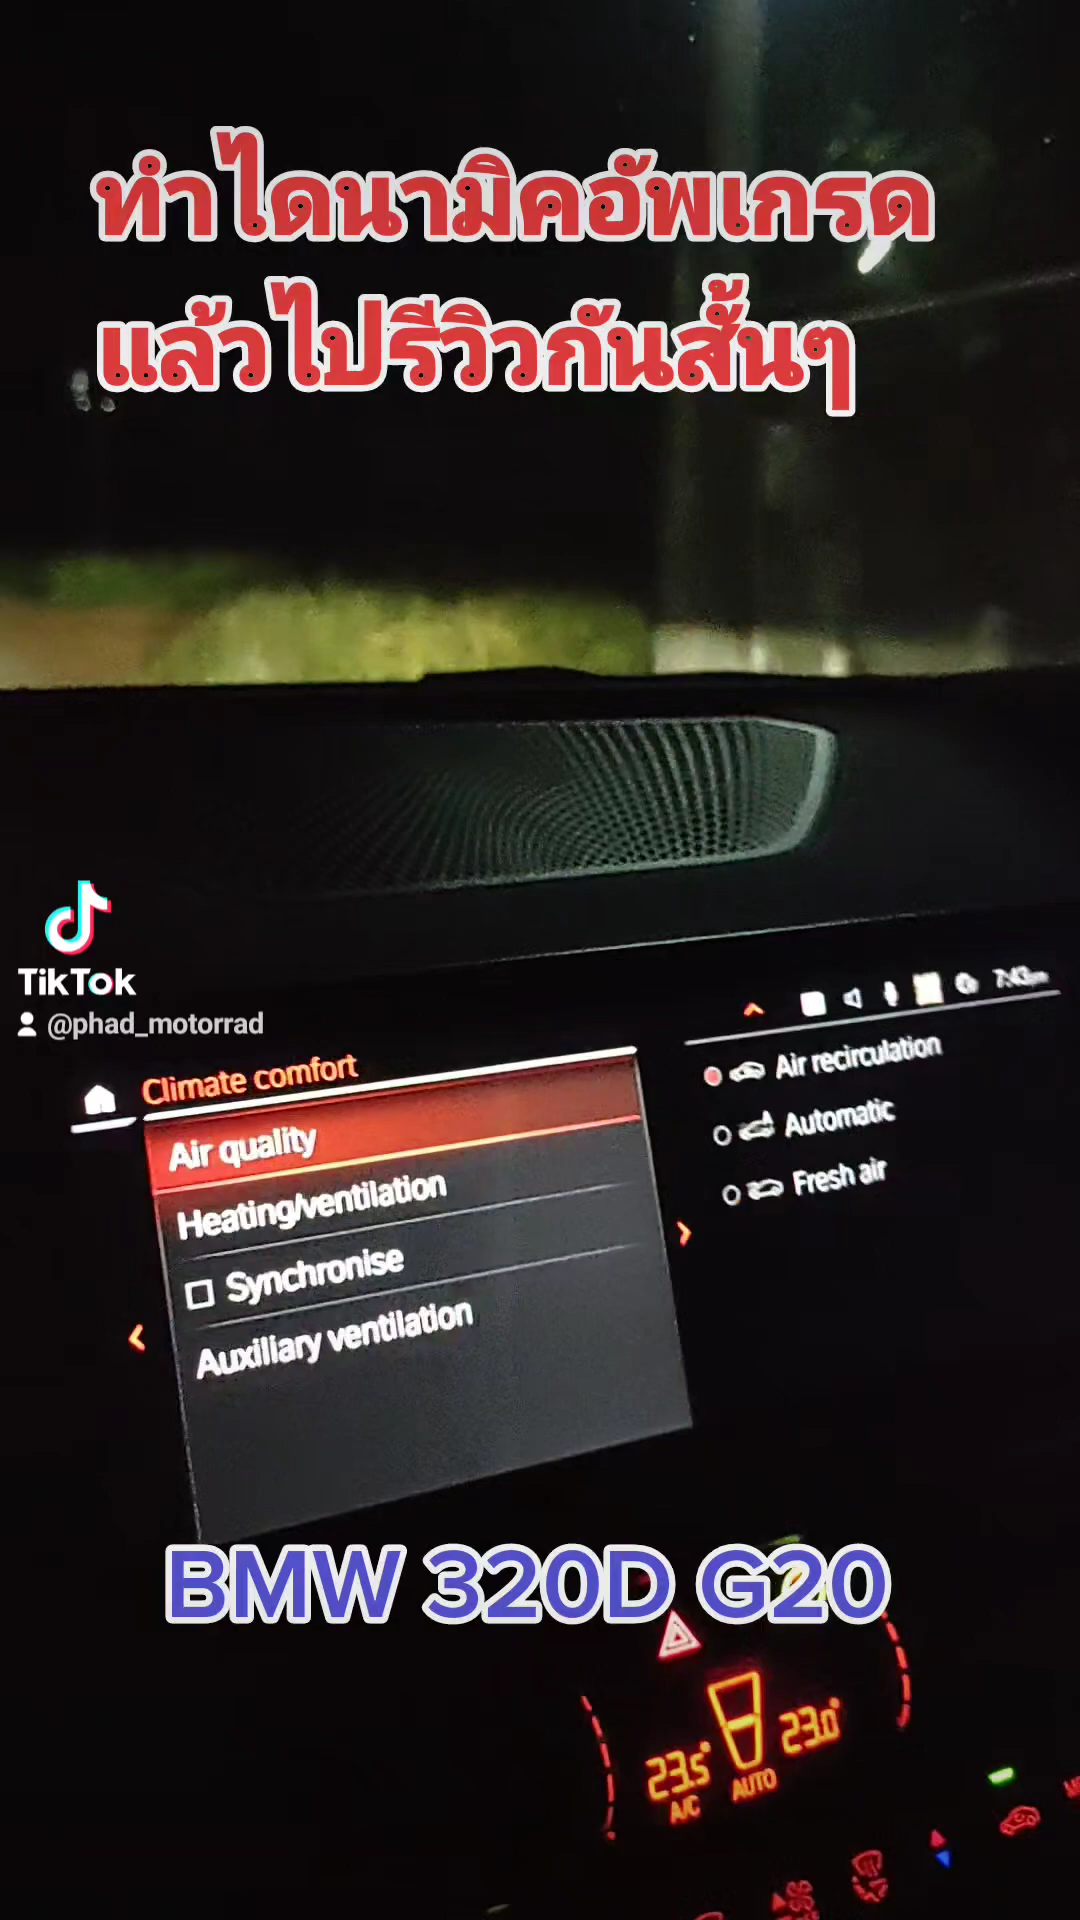 ทำไดนามิคอัพเกรด
แล้วไปรีวิวกันสั้นๆ
TikTok
@phad_motorrad
7:43pm
Climate comfort
Air quality
Heating/ventilation
Synchronise
Auxiliary ventilation
Air recirculation
Automatic
Fresh air
BMW 320D G20
23.5°
23.0°
A/C
AUTO